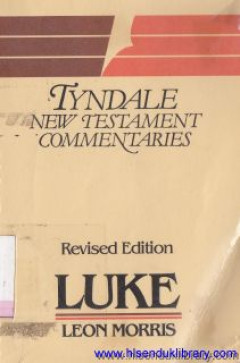 TYNDALE
NEW TESTAMENT
COMMENTARIES
Revised Edition
LUKE
LEON MORRIS
www.hisenduklibrary.com